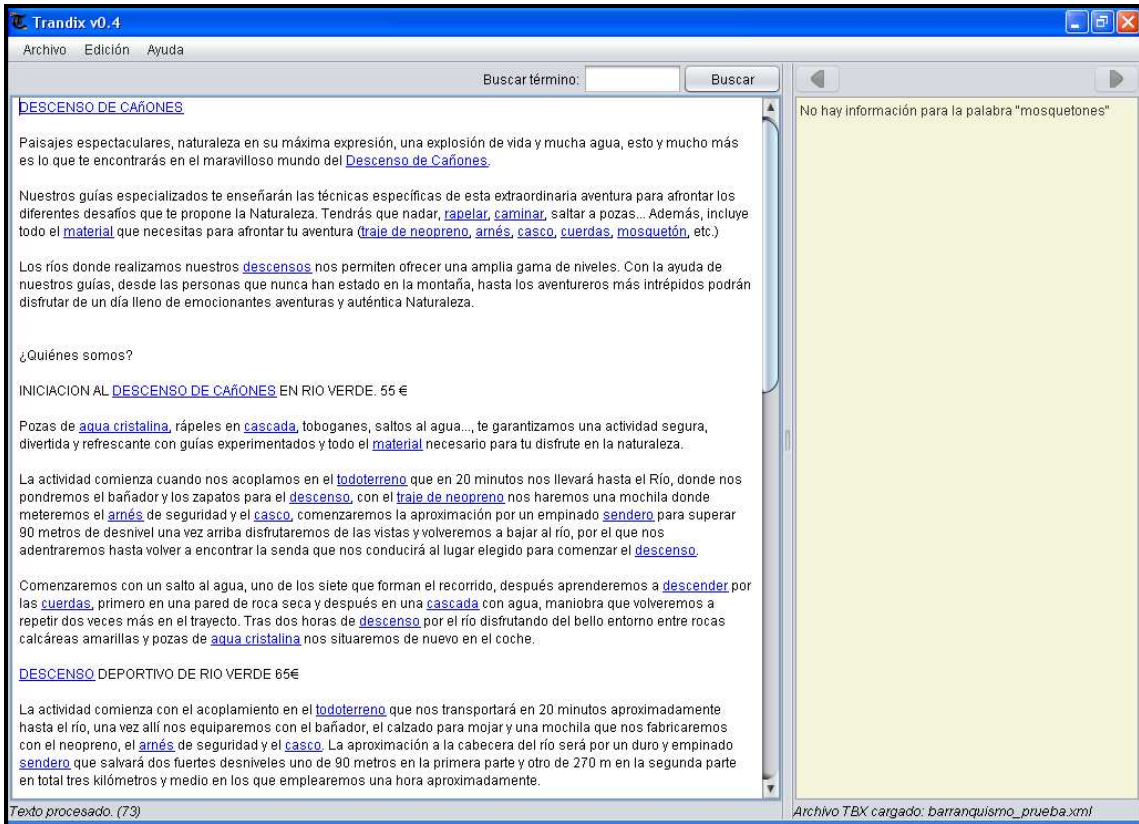 Trandix v0.4
Archivo Edición Ayuda
Buscar término: Buscar
DESCENSO DE CAñONES
Paisajes espectaculares, naturaleza en su máxima expresión, una explosión de vida y mucha agua, esto y mucho más
es lo que te encontrarás en el maravilloso mundo del Descenso de Cañones.
Nuestros guías especializados te enseñarán las técnicas específicas de esta extraordinaria aventura para afrontar los
diferentes desafíos que te propone la Naturaleza. Tendrás que nadar, rapelar, caminar, saltar a pozas... Además, incluye
todo el material que necesitas para afrontar tu aventura (traje de neopreno, arnés, casco, cuerdas, mosquetón, etc.)
Los ríos donde realizamos nuestros descensos nos permiten ofrecer una amplia gama de niveles. Con la ayuda de
nuestros guías, desde las personas que nunca han estado en la montaña, hasta los aventureros más intrépidos podrán
disfrutar de un día lleno de emocionantes aventuras y auténtica Naturaleza.
¿Quiénes somos?
INICIACION AL DESCENSO DE CAñONES EN RIO VERDE. 55 €
Pozas de agua cristalina, rápeles en cascada, toboganes, saltos al agua..., te garantizamos una actividad segura,
divertida y refrescante con guías experimentados y todo el material necesario para tu disfrute en la naturaleza.
La actividad comienza cuando nos acoplamos en el todoterreno que en 20 minutos nos llevará hasta el Río, donde nos
pondremos el bañador y los zapatos para el descenso, con el traje de neopreno nos haremos una mochila donde
meteremos el arnés de seguridad y el casco, comenzaremos la aproximación por un empinado sendero para superar
90 metros de desnivel una vez arriba disfrutaremos de las vistas y volveremos a bajar al río, por el que nos
adentraremos hasta volver a encontrar la senda que nos conducirá al lugar elegido para comenzar el descenso.
Comenzaremos con un salto al agua, uno de los siete que forman el recorrido, después aprenderemos a descender por
las cuerdas, primero en una pared de roca seca y después en una cascada con agua, maniobra que volveremos a
repetir dos veces más en el trayecto. Tras dos horas de descenso por el río disfrutando del bello entorno entre rocas
calcáreas amarillas y pozas de agua cristalina nos situaremos de nuevo en el coche.
DESCENSO DEPORTIVO DE RIO VERDE 65€
La actividad comienza con el acoplamiento en el todoterreno que nos transportará en 20 minutos aproximadamente
hasta el río, una vez allí nos equiparemos con el bañador, el calzado para mojar y una mochila que nos fabricaremos
con el neopreno, el arnés de seguridad y el casco. La aproximación a la cabecera del río será por un duro y empinado
sendero que salvará dos fuertes desniveles uno de 90 metros en la primera parte y otro de 270 m en la segunda parte
en total tres kilómetros y medio en los que emplearemos una hora aproximadamente.
Texto procesado. (73)
No hay información para la palabra "mosquetones"
Archivo TBX cargado: barranquismo_prueba.xml